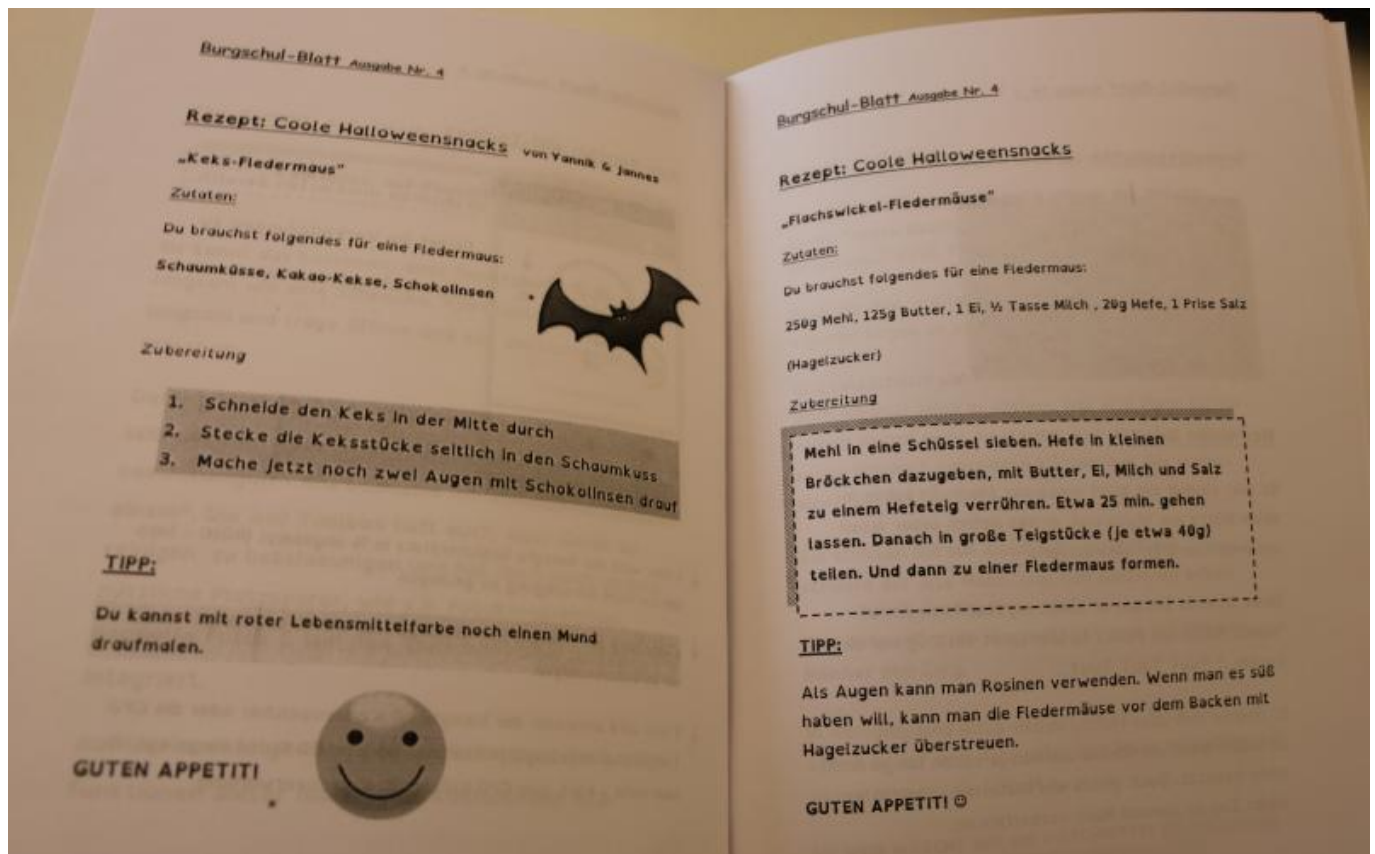 Burgschul-Blatt Ausgabe Nr. 4
Rezept: Coole Halloweensnacks von Yannik & Jannes
„Keks-Fledermaus"
Zutaten:
Du brauchst folgendes für eine Fledermaus:
Schaumküsse, Kakao-Kekse, Schokolinsen
Zubereitung
1. Schneide den Keks in der Mitte durch
2. Stecke die Keksstücke seitlich in den Schaumkuss
3. Mache jetzt noch zwei Augen mit Schokolinsen drauf
TIPP:
Du kannst mit roter Lebensmittelfarbe noch einen Mund
draufmalen.
GUTEN APPETIT!
Burgschul-Blatt Ausgabe Nr. 4
Rezept: Coole Halloweensnacks
„Flachswickel-Fledermäuse"
Zutaten:
Du brauchst folgendes für eine Fledermaus:
250g Mehl, 125g Butter, 1 Ei, ½ Tasse Milch , 20g Hefe, 1 Prise Salz
(Hagelzucker)
Zubereitung
Mehl in eine Schüssel sieben. Hefe in kleinen
Bröckchen dazugeben, mit Butter, Ei, Milch und Salz
zu einem Hefeteig verrühren. Etwa 25 min. gehen
lassen. Danach in große Teigstücke (je etwa 40g)
teilen. Und dann zu einer Fledermaus formen.
TIPP:
Als Augen kann man Rosinen verwenden. Wenn man es süß
haben will, kann man die Fledermäuse vor dem Backen mit
Hagelzucker überstreuen.
GUTEN APPETIT! ☺